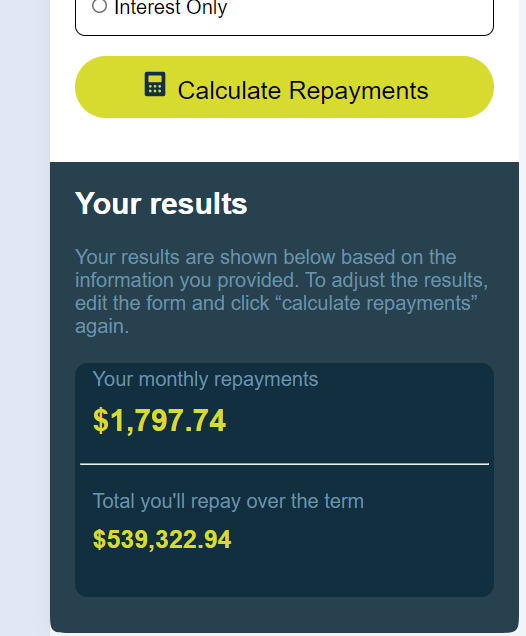 Interest Only
Calculate Repayments
Your results
Your results are shown below based on the
information you provided. To adjust the results,
edit the form and click “calculate repayments”
again.
Your monthly repayments
$1,797.74
Total you'll repay over the term
$539,322.94